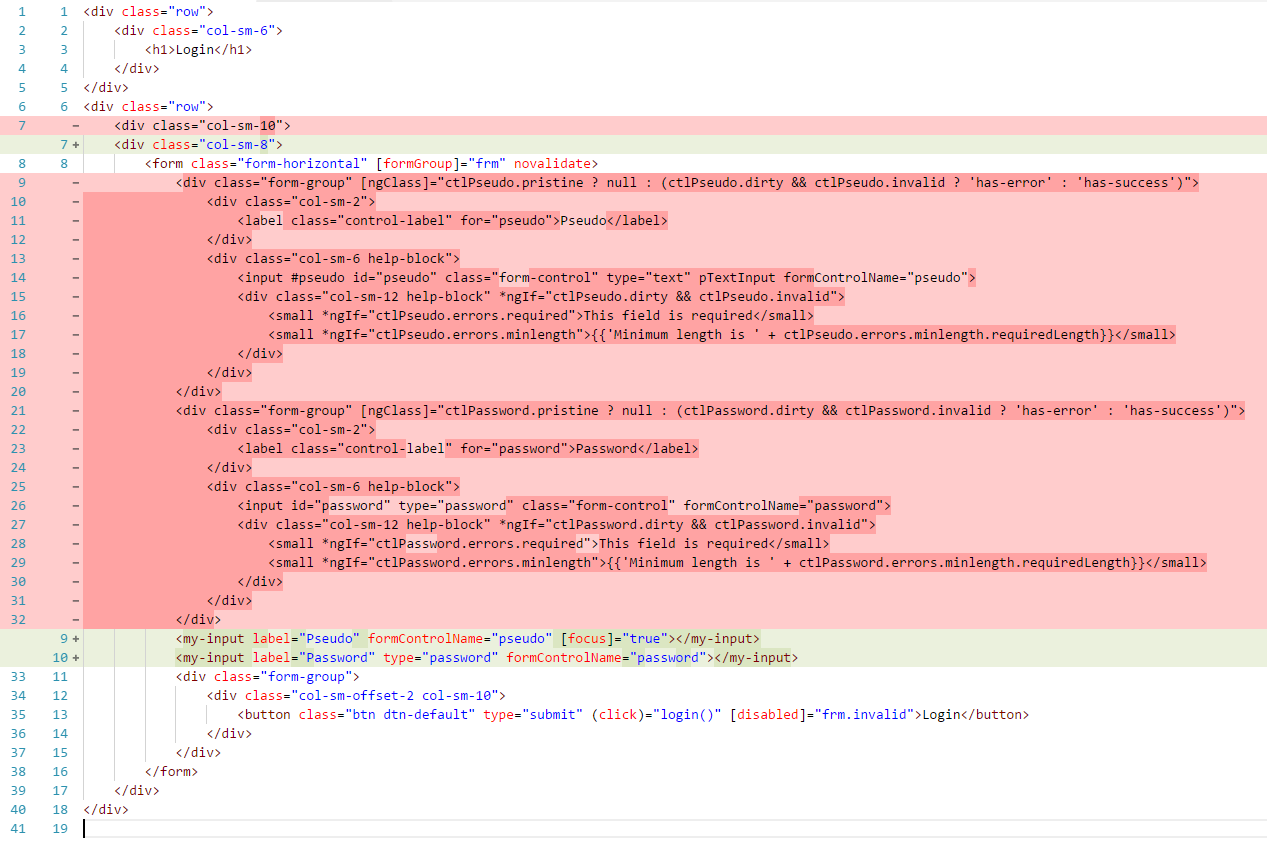 1 1 <div class="row">
2 2 <div class="col-sm-6">
3 3 <h1>Login</h1>
4 4 </div>
5 5 </div>
6 6 <div class="row">
7 - <div class="col-sm-10">
7 + <div class="col-sm-8">
8 8 <form class="form-horizontal" [formGroup]="frm" novalidate>
9 - <div class="form-group" [ngClass]="ctlPseudo.pristine ? null : (ctlPseudo.dirty && ctlPseudo.invalid ? 'has-error' : 'has-success')">
10 - <div class="col-sm-2">
11 - <label class="control-label" for="pseudo">Pseudo</label>
12 - </div>
13 - <div class="col-sm-6 help-block">
14 - <input #pseudo id="pseudo" class="form-control" type="text" pTextInput formControlName="pseudo">
15 - <div class="col-sm-12 help-block" *ngIf="ctlPseudo.dirty && ctlPseudo.invalid">
16 - <small *ngIf="ctlPseudo.errors.required">This field is required</small>
17 - <small *ngIf="ctlPseudo.errors.minlength">{{'Minimum length is ' + ctlPseudo.errors.minlength.requiredLength}}</small>
18 - </div>
19 - </div>
20 - </div>
21 - <div class="form-group" [ngClass]="ctlPassword.pristine ? null : (ctlPassword.dirty && ctlPassword.invalid ? 'has-error' : 'has-success')">
22 - <div class="col-sm-2">
23 - <label class="control-label" for="password">Password</label>
24 - </div>
25 - <div class="col-sm-6 help-block">
26 - <input id="password" type="password" class="form-control" formControlName="password">
27 - <div class="col-sm-12 help-block" *ngIf="ctlPassword.dirty && ctlPassword.invalid">
28 - <small *ngIf="ctlPassword.errors.required">This field is required</small>
29 - <small *ngIf="ctlPassword.errors.minlength">{{'Minimum length is ' + ctlPassword.errors.minlength.requiredLength}}</small>
30 - </div>
31 - </div>
32 - </div>
9 + <my-input label="Pseudo" formControlName="pseudo" [focus]="true"></my-input>
10 + <my-input label="Password" type="password" formControlName="password"></my-input>
33 11 <div class="form-group">
34 12 <div class="col-sm-offset-2 col-sm-10">
35 13 <button class="btn dtn-default" type="submit" (click)="login()" [disabled]="frm.invalid">Login</button>
36 14 </div>
37 15 </div>
38 16 </form>
39 17 </div>
40 18 </div>
41 19